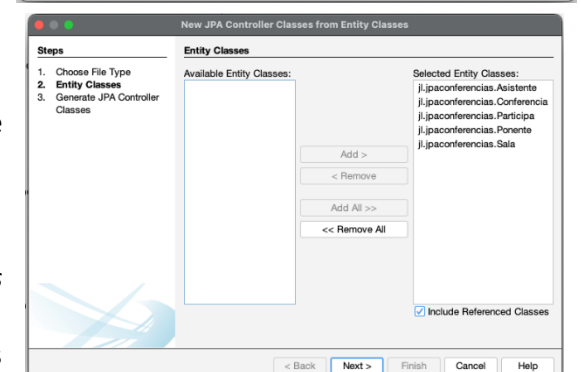 New JPA Controller Classes from Entity Classes
Steps
1. Choose File Type
2. Entity Classes
3. Generate JPA Controller
Classes
Entity Classes
Available Entity Classes:
Add >
< Remove
Add All >>
<< Remove All
Selected Entity Classes:
jl.jpaconferencias.Asistente
jl.jpaconferencias.Conferencia
jl.jpaconferencias.Participa
jl.jpaconferencias.Ponente
jl.jpaconferencias.Sala
Include Referenced Classes
< Back Next > Finish Cancel Help